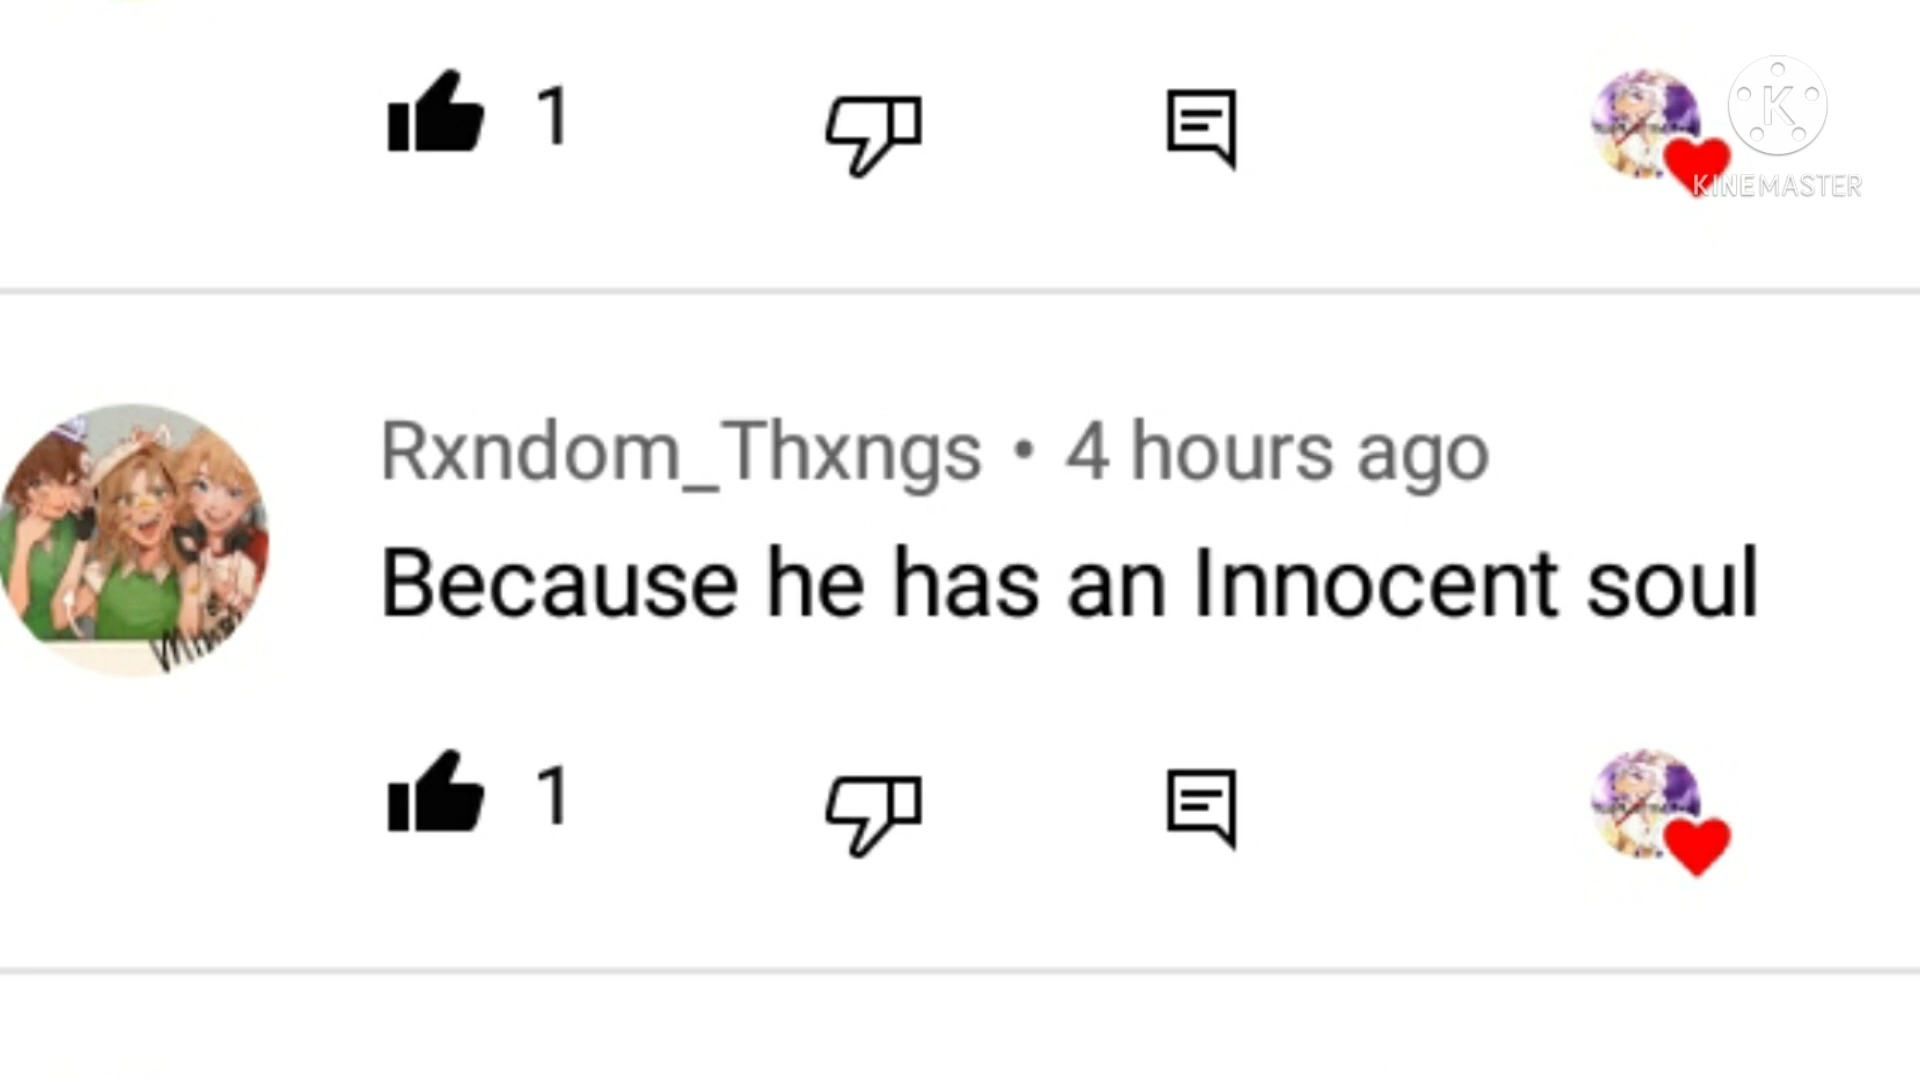 1
K
KINEMASTER
Rxndom_Thxngs • 4 hours ago
Because he has an Innocent soul
1